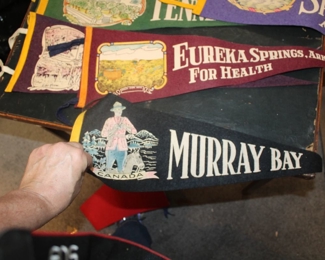 TENN
EUREKA SPRINGS, ARK
FOR HEALTH
MURRAY BAY
CANADA